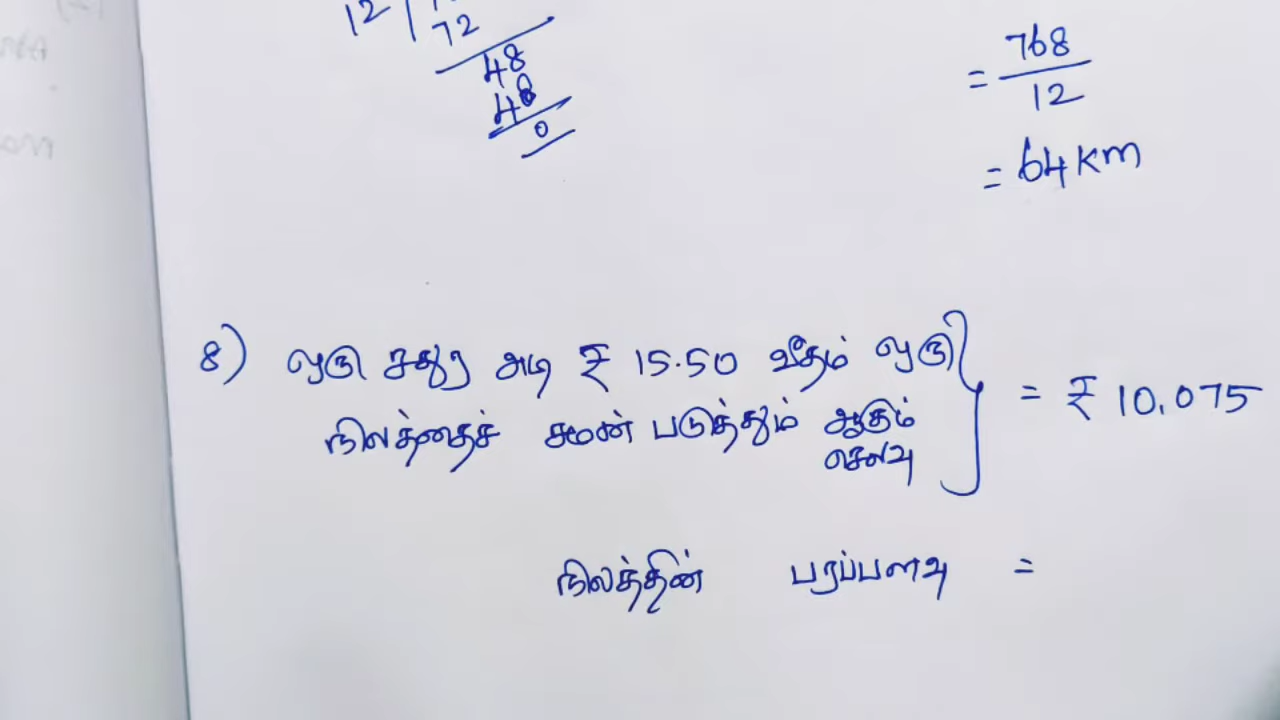 12
72
48
48
0
= 768
12
= 64 km
8) ஒரு சதுர அடி ₹ 15.50 வீதம் ஒரு
நிலத்தைச் சமன் படுத்தும் ஆகும்
செலவு
= ₹ 10,075
நிலத்தின் பரப்பளவு =